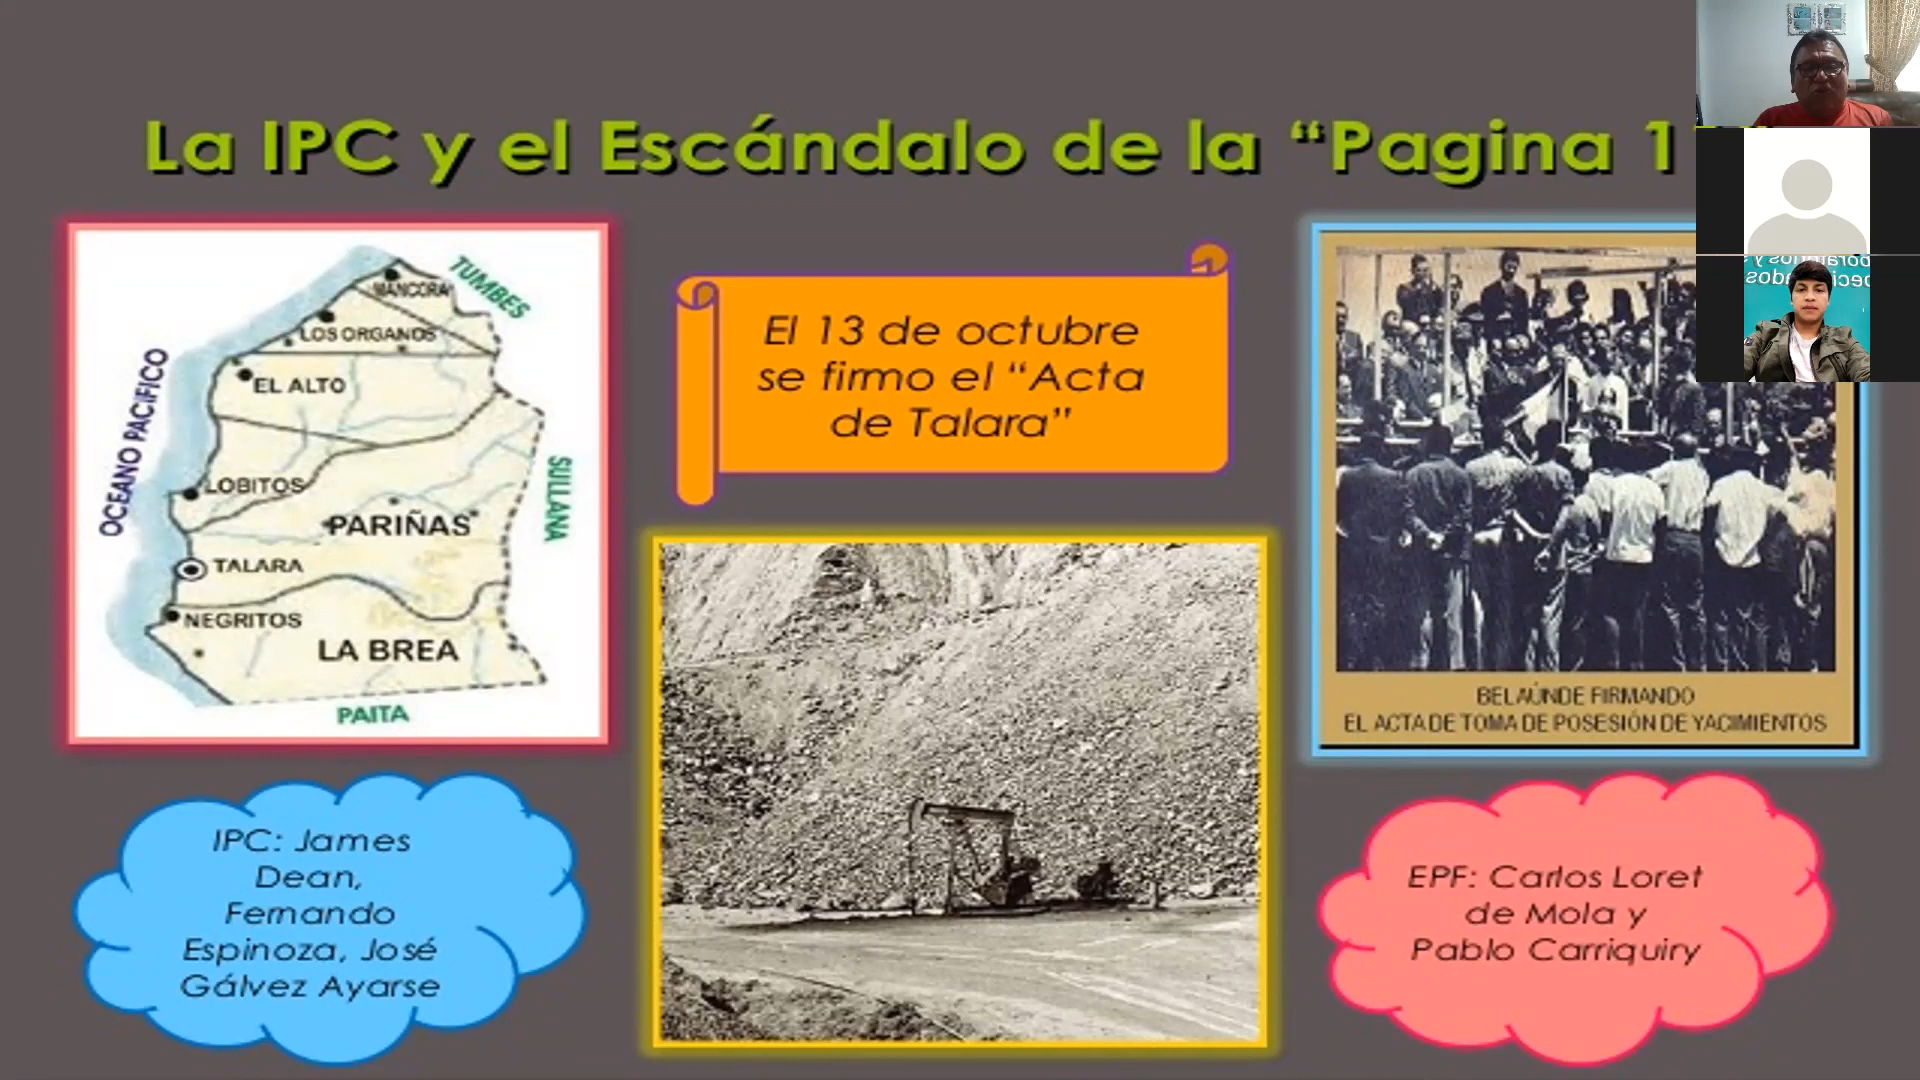 La IPC y el Escándalo de la “Pagina 1
TUMBES
MANCORA
LOS ORGANOS
EL ALTO
OCEANO PACIFICO
LOBITOS
SULLANA
PARIÑAS
TALARA
NEGRITOS
LA BREA
PAITA
El 13 de octubre
se firmo el “Acta
de Talara”
BELAÚNDE FIRMANDO
EL ACTA DE TOMA DE POSESIÓN DE YACIMIENTOS
IPC: James
Dean,
Fernando
Espinoza, José
Gálvez Ayarse
EPF: Carlos Loret
de Mola y
Pablo Carriquiry